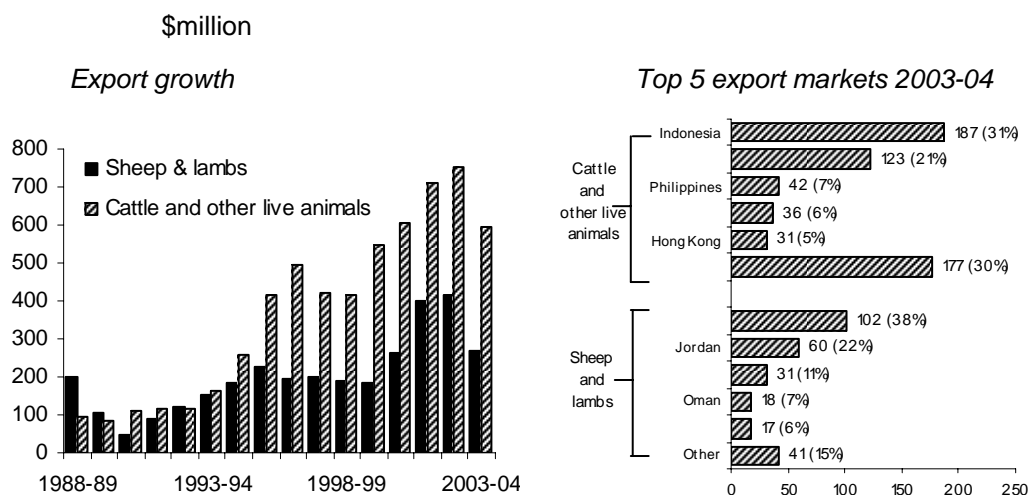 $million
Export growth
800
700
600
500
400
300
200
100
0
Sheep & lambs
Cattle and other live animals
1988-89 1993-94 1998-99 2003-04
Top 5 export markets 2003-04
Cattle
and
other live
animals
Indonesia 187 (31%)
123 (21%)
Philippines 42 (7%)
36 (6%)
Hong Kong 31 (5%)
177 (30%)
Sheep
and
lambs
102 (38%)
Jordan 60 (22%)
31 (11%)
Oman 18 (7%)
17 (6%)
Other 41 (15%)
0 50 100 150 200 250